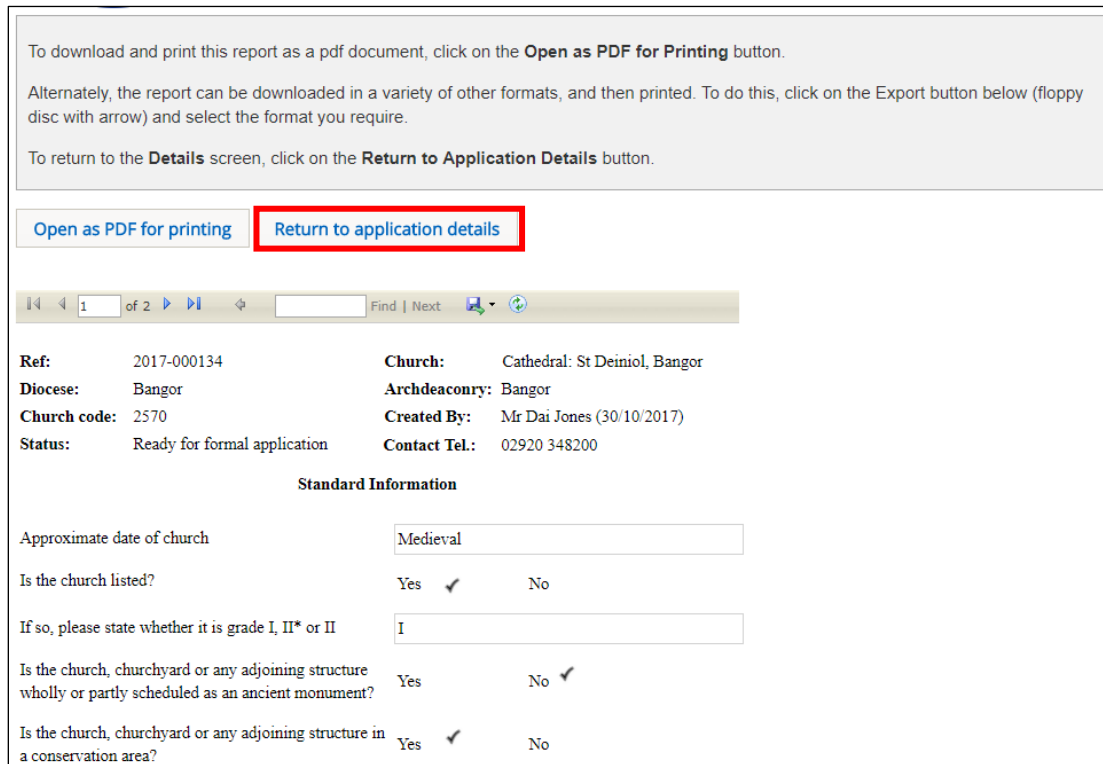 To download and print this report as a pdf document, click on the Open as PDF for Printing button.
Alternately, the report can be downloaded in a variety of other formats, and then printed. To do this, click on the Export button below (floppy
disc with arrow) and select the format you require.
To return to the Details screen, click on the Return to Application Details button.
Open as PDF for printing Return to application details
1 of 2 Find | Next
Ref: 2017-000134 Church: Cathedral: St Deiniol, Bangor
Diocese: Bangor Archdeaconry: Bangor
Church code: 2570 Created By: Mr Dai Jones (30/10/2017)
Status: Ready for formal application Contact Tel.: 02920 348200
Standard Information
Approximate date of church Medieval
Is the church listed? Yes ✓ No
If so, please state whether it is grade I, II* or II I
Is the church, churchyard or any adjoining structure
wholly or partly scheduled as an ancient monument? Yes No ✓
Is the church, churchyard or any adjoining structure in
a conservation area? Yes ✓ No